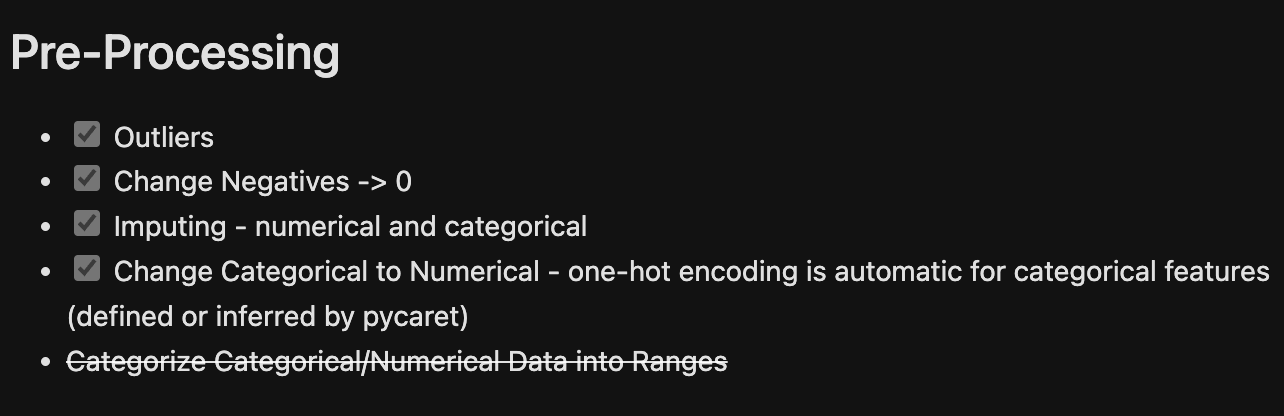 Pre-Processing
Outliers
Change Negatives -> 0
Imputing - numerical and categorical
Change Categorical to Numerical - one-hot encoding is automatic for categorical features
(defined or inferred by pycaret)
Categorize Categorical/Numerical Data into Ranges